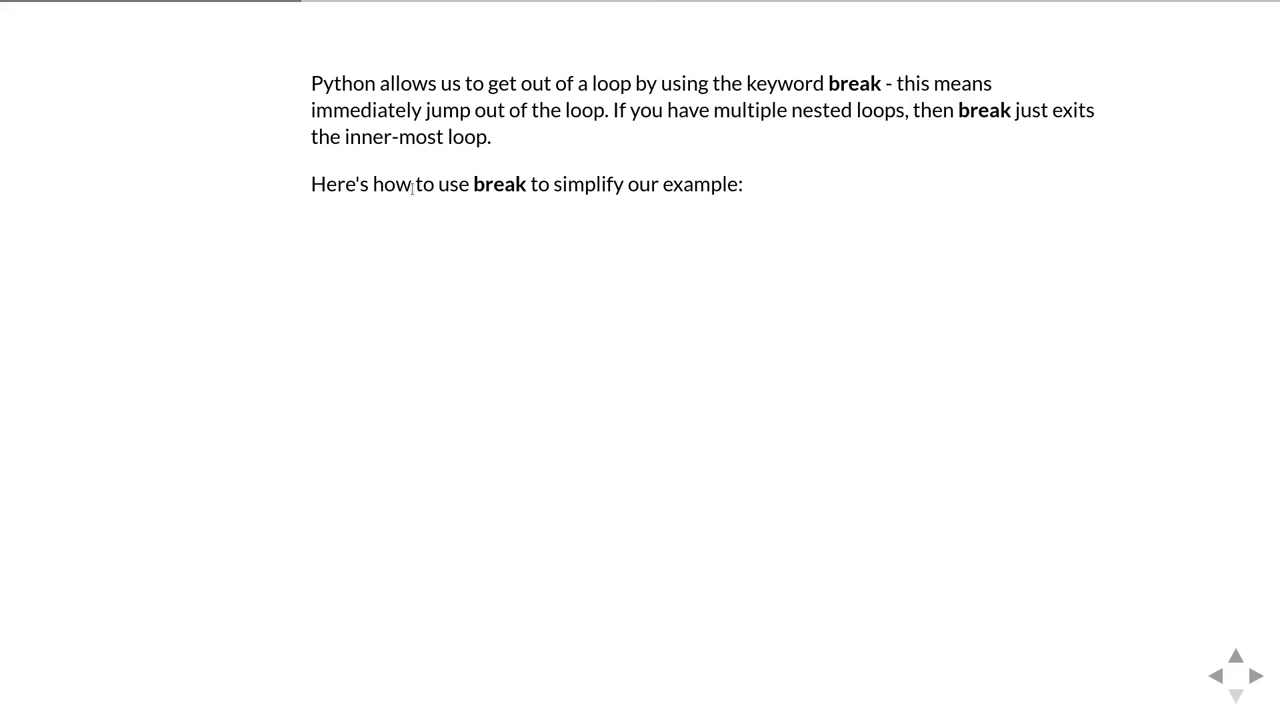 Python allows us to get out of a loop by using the keyword break - this means
immediately jump out of the loop. If you have multiple nested loops, then break just exits
the inner-most loop.
Here's how to use break to simplify our example: